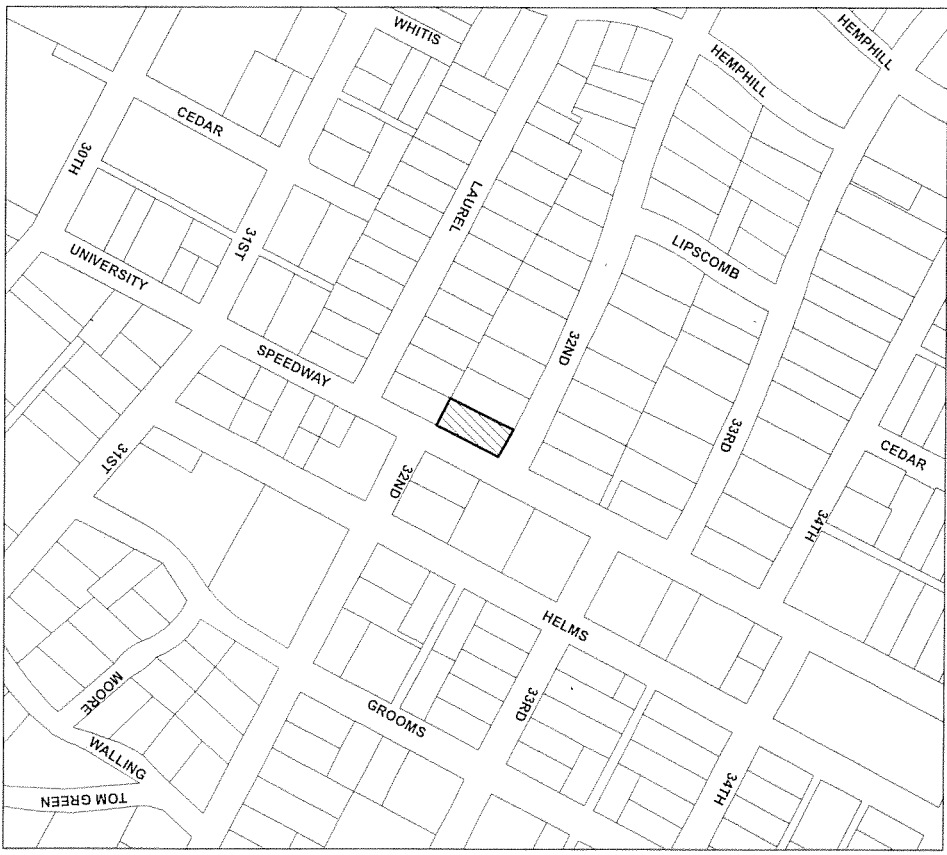 HEMPHILL
WHITIS
HEMPHILL
CEDAR
30TH
LAUREL
31ST
LIPSCOMB
UNIVERSITY
32ND
SPEEDWAY
33RD
CEDAR
31ST
32ND
34TH
HELMS
MOORE
33RD
GROOMS
WALLING
34TH
TOM GREEN